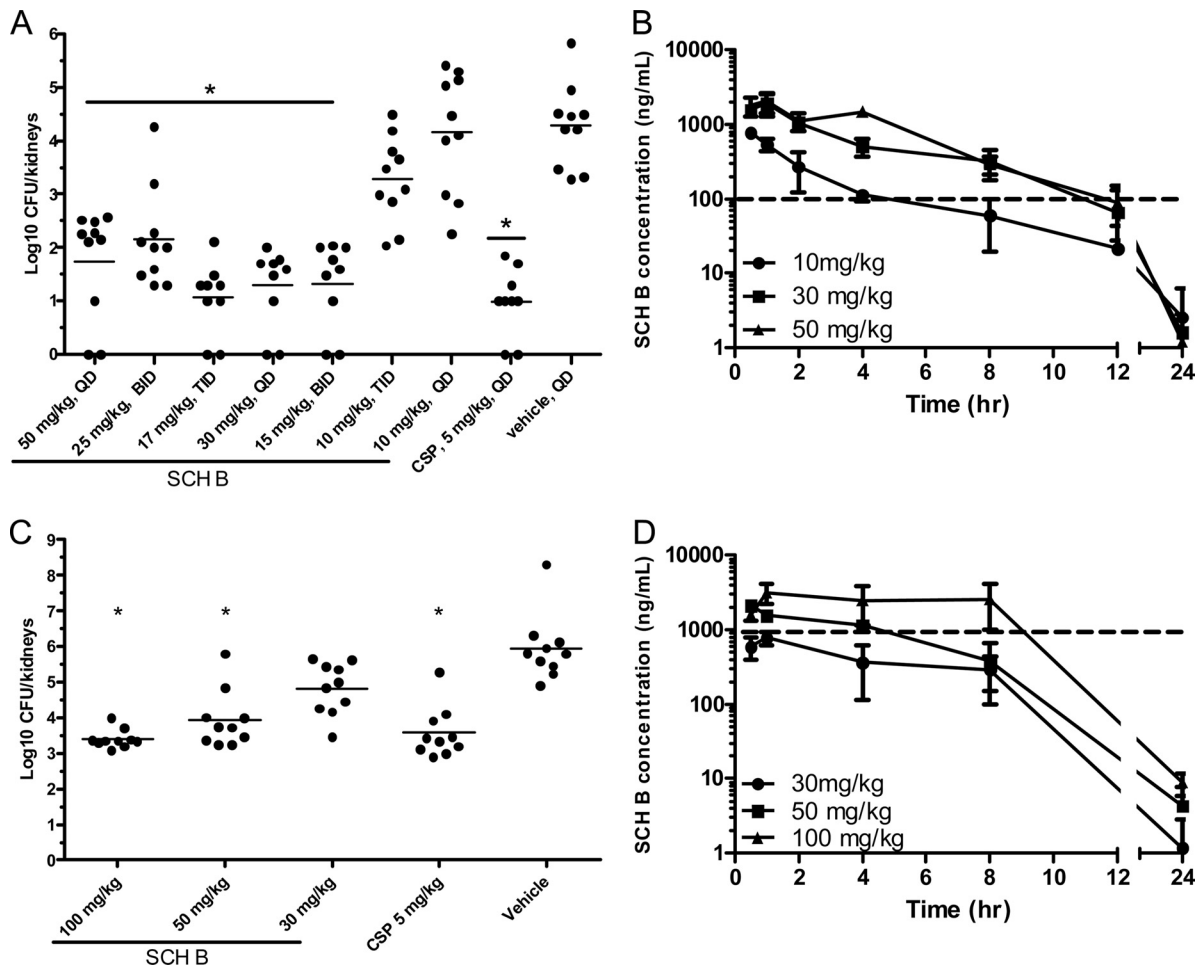 A
Log10 CFU/kidneys
6
5
4
3
2
1
0
*
*
50 mg/kg, QD
25 mg/kg, BID
17 mg/kg, TID
30 mg/kg, QD
15 mg/kg, BID
10 mg/kg, TID
10 mg/kg, QD
CSP, 5 mg/kg, QD
vehicle, QD
SCH B
B
SCH B concentration (ng/mL)
10000
1000
100
10
1
10mg/kg
30 mg/kg
50 mg/kg
0 2 4 6 8 10 12 24
Time (hr)
C
Log10 CFU/kidneys
9
8
7
6
5
4
3
2
1
0
* * *
100 mg/kg
50 mg/kg
30 mg/kg
CSP 5 mg/kg
Vehicle
SCH B
D
SCH B concentration (ng/mL)
10000
1000
100
10
1
30mg/kg
50 mg/kg
100 mg/kg
0 2 4 6 8 10 12 24
Time (hr)